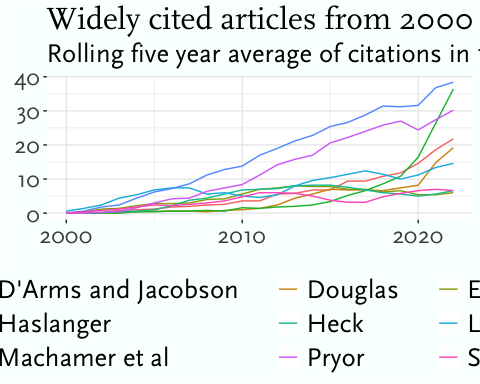 Widely cited articles from 2000
Rolling five year average of citations in
40
30
20
10
0
2000 2010 2020
D'Arms and Jacobson Douglas E
Haslanger Heck L
Machamer et al Pryor S